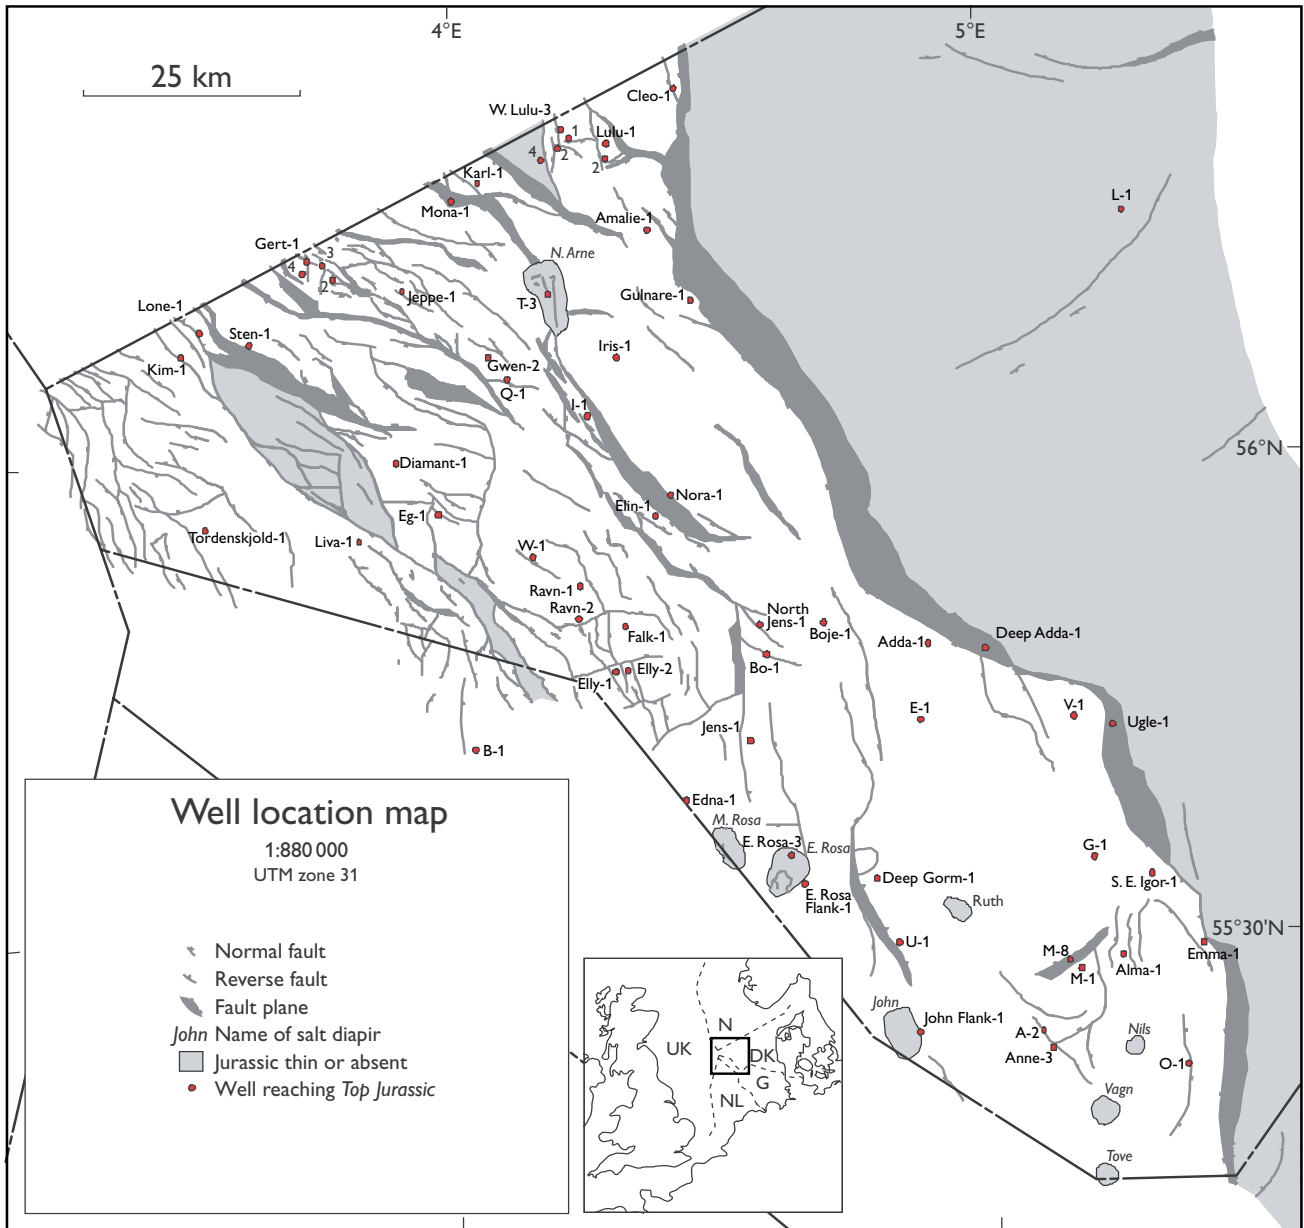 4°E
5°E
25 km
Cleo-1
W. Lulu-3
1
Lulu-1
4
2
2
Karl-1
L-1
Mona-1
Amalie-1
Gert-1
3
N. Arne
4
2
Jeppe-1
T-3
Gulnare-1
Lone-1
Sten-1
Iris-1
Kim-1
Gwen-2
Q-1
I-1
56°N
Diamant-1
Nora-1
Elin-1
Eg-1
Tordenskjold-1
Liva-1
W-1
Ravn-1
Ravn-2
North
Jens-1
Boje-1
Falk-1
Adda-1
Deep Adda-1
Bo-1
Elly-2
Elly-1
E-1
V-1
Ugle-1
Jens-1
B-1
Edna-1
M. Rosa
E. Rosa-3
E. Rosa
G-1
Deep Gorm-1
S. E. Igor-1
E. Rosa
Flank-1
Ruth
55°30'N
U-1
M-8
Emma-1
Alma-1
M-1
John
John Flank-1
A-2
Nils
Anne-3
O-1
Vagn
Tove
Well location map
1:880 000
UTM zone 31
Normal fault
Reverse fault
Fault plane
John Name of salt diapir
Jurassic thin or absent
Well reaching Top Jurassic
N
UK
DK
G
NL